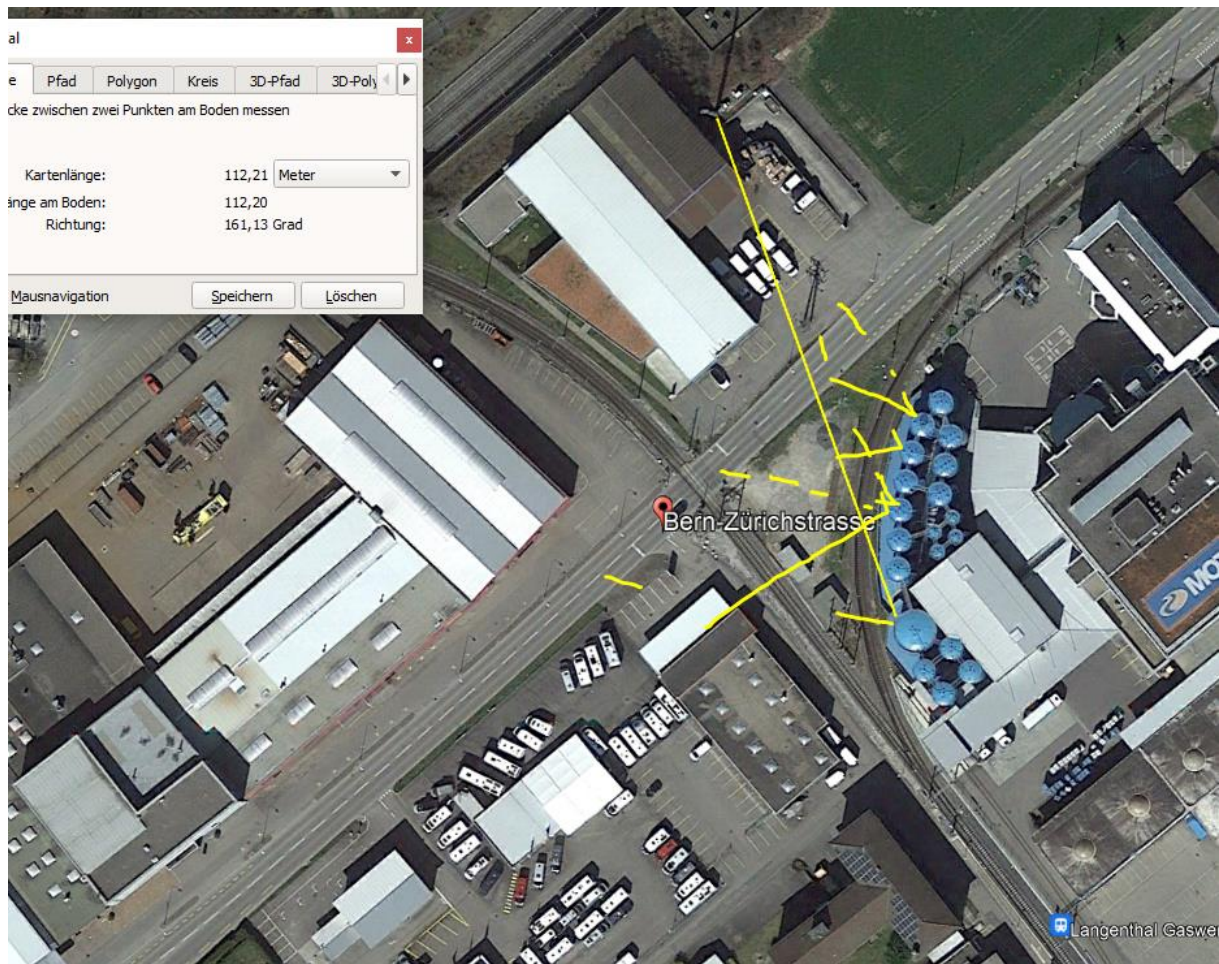 al
e Pfad Polygon Kreis 3D-Pfad 3D-Poly
cke zwischen zwei Punkten am Boden messen
Kartenlänge: 112,21 Meter
änge am Boden: 112,20
Richtung: 161,13 Grad
Mausnavigation Speichern Löschen
Bern-Zürichstrasse
MO
Langenthal Gaswer